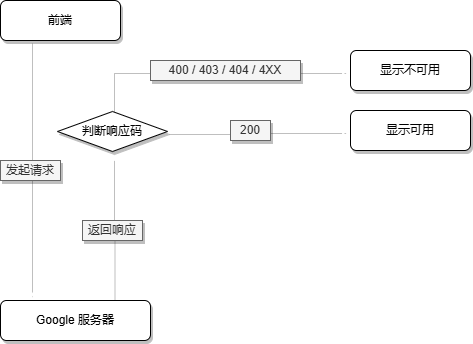 前端
400 / 403 / 404 / 4XX
显示不可用
判断响应码
200
显示可用
发起请求
返回响应
Google 服务器